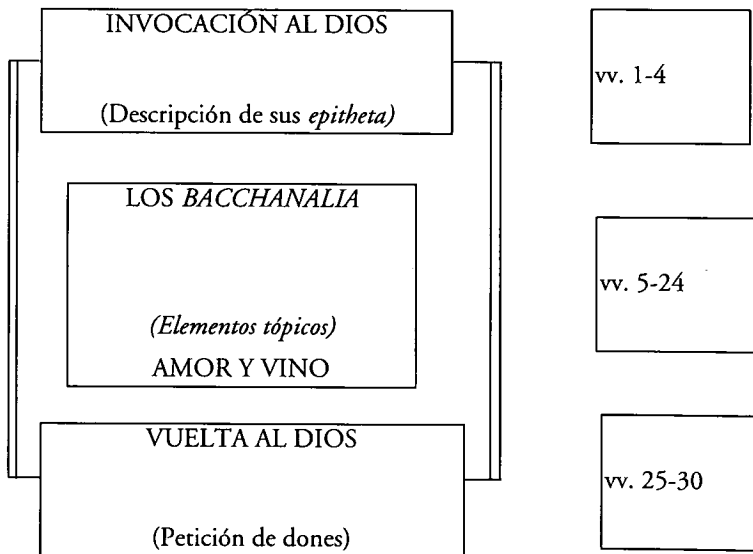 INVOCACIÓN AL DIOS
(Descripción de sus epitheta)
vv. 1-4
LOS BACCHANALIA
(Elementos tópicos)
AMOR Y VINO
vv. 5-24
VUELTA AL DIOS
(Petición de dones)
vv. 25-30